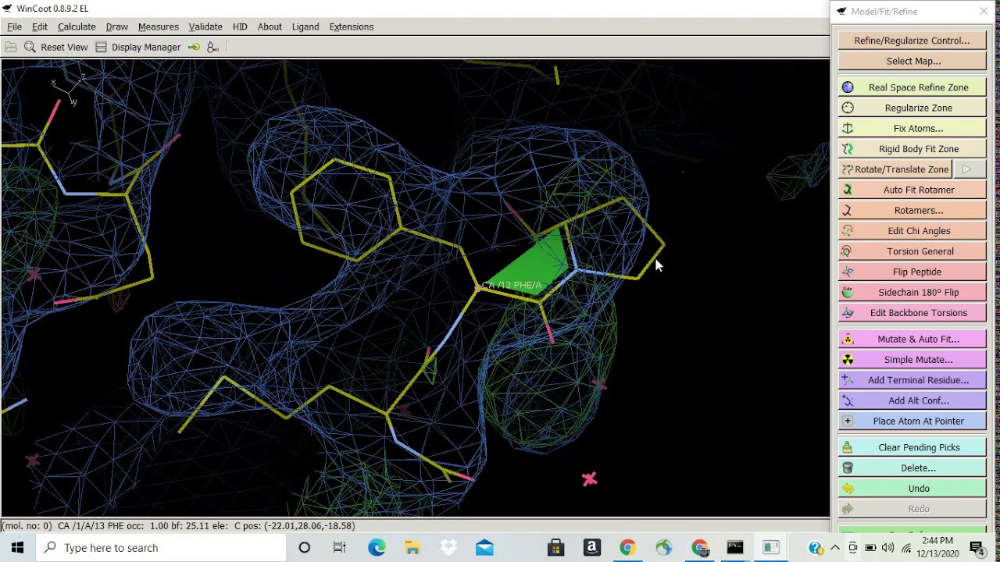 WinCoot 0.8.9.2 EL
File Edit Calculate Draw Measures Validate HID About Ligand Extensions
Reset View Display Manager
x z y
CA /13 PHE/A
(mol. no: 0) CA /1/A/13 PHE occ: 1.00 bf: 25.11 ele: C pos: (-22.01,28.06,-18.58)
Model/Fit/Refine
Refine/Regularize Control...
Select Map...
Real Space Refine Zone
Regularize Zone
Fix Atoms...
Rigid Body Fit Zone
Rotate/Translate Zone
Auto Fit Rotamer
Rotamers...
Edit Chi Angles
Torsion General
Flip Peptide
Side
Sidechain 180° Flip
Edit Backbone Torsions
Mutate & Auto Fit...
Simple Mutate...
Add Terminal Residue...
Add Alt Conf...
Place Atom At Pointer
Clear Pending Picks
Delete...
Undo
Redo
Type here to search
2:44 PM
12/13/2020
4